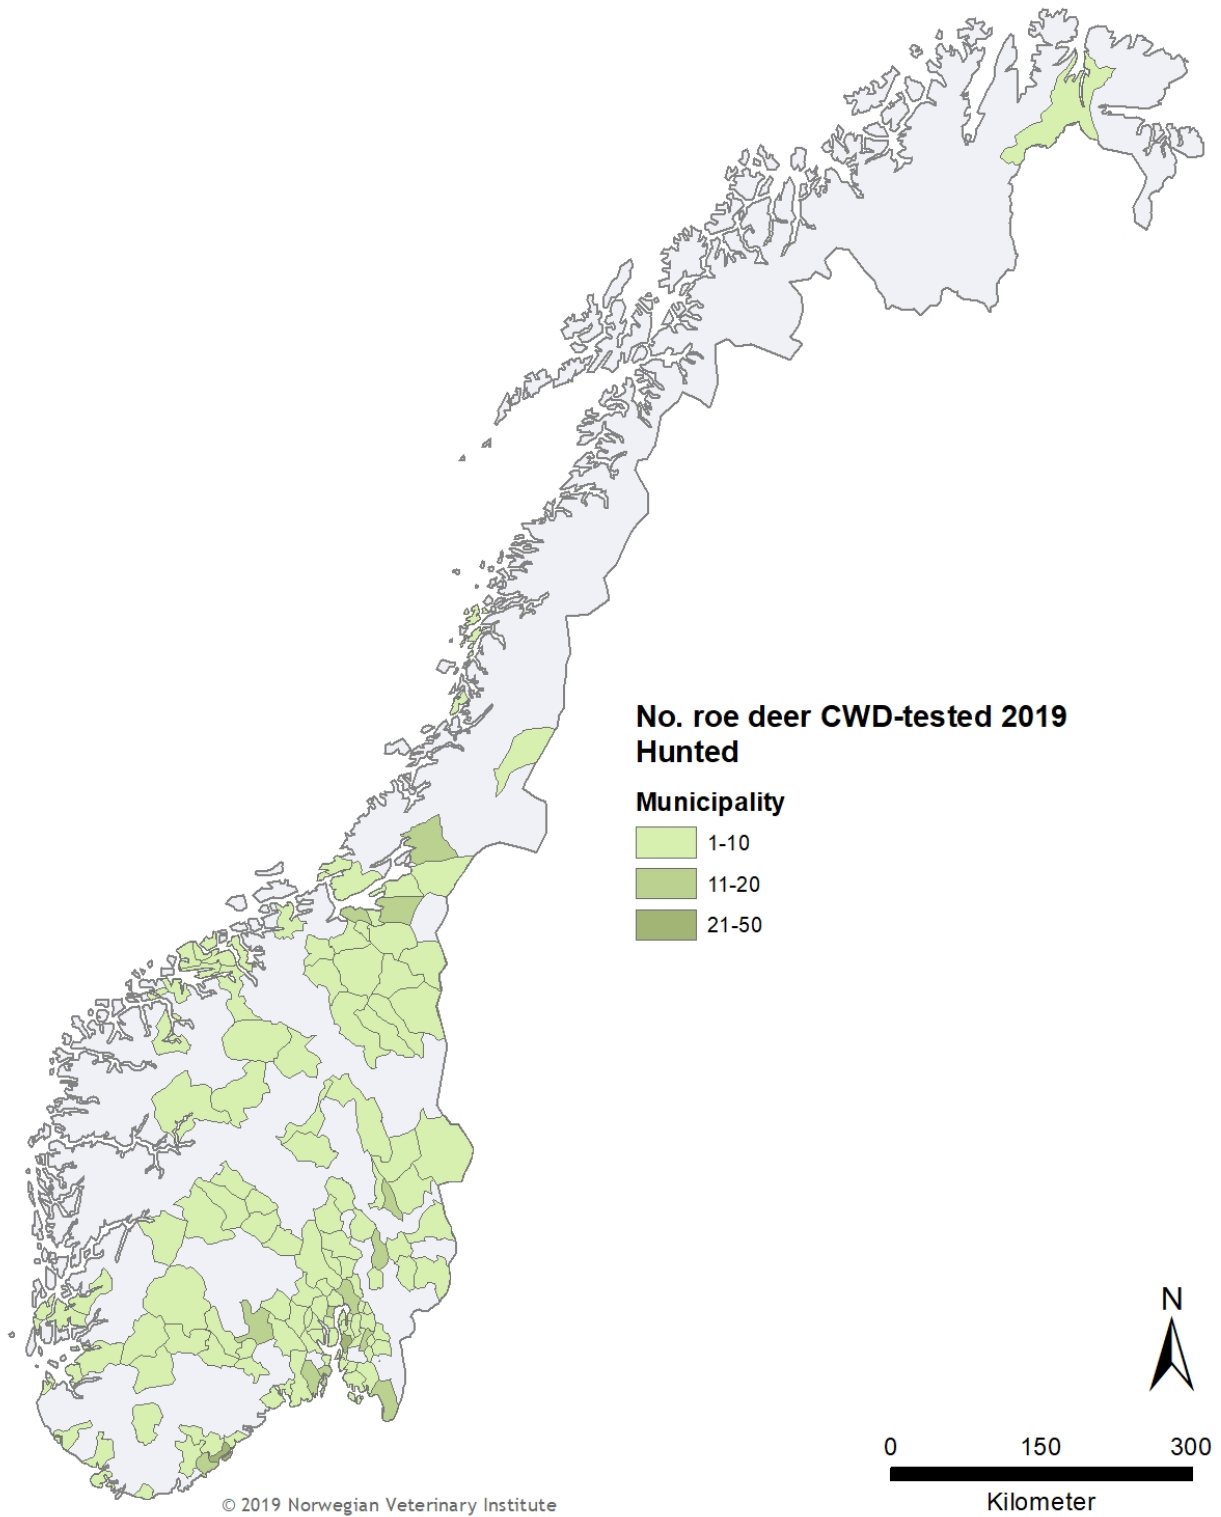 No. roe deer CWD-tested 2019
Hunted
Municipality
1-10
11-20
21-50
N
0 150 300
Kilometer
© 2019 Norwegian Veterinary Institute